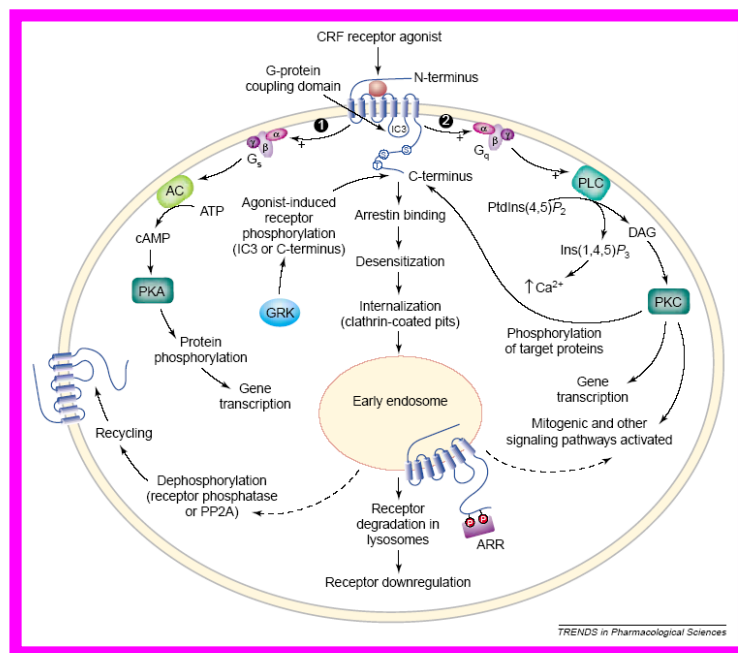 CRF receptor agonist
G-protein
coupling domain
N-terminus
1
2
IC3
α
γ
β
+
Gs
α
γ
β
+
Gq
S
S
Y
C-terminus
AC
ATP
cAMP
PKA
Protein
phosphorylation
Gene
transcription
Agonist-induced
receptor
phosphorylation
(IC3 or C-terminus)
GRK
Arrestin binding
Desensitization
Internalization
(clathrin-coated pits)
+
PLC
PtdIns(4,5)P2
DAG
Ins(1,4,5)P3
↑Ca2+
PKC
Phosphorylation
of target proteins
Gene
transcription
Mitogenic and other
signaling pathways activated
Early endosome
Recycling
Dephosphorylation
(receptor phosphatase
or PP2A)
Receptor
degradation in
lysosomes
Receptor downregulation
P P
ARR
TRENDS in Pharmacological Sciences